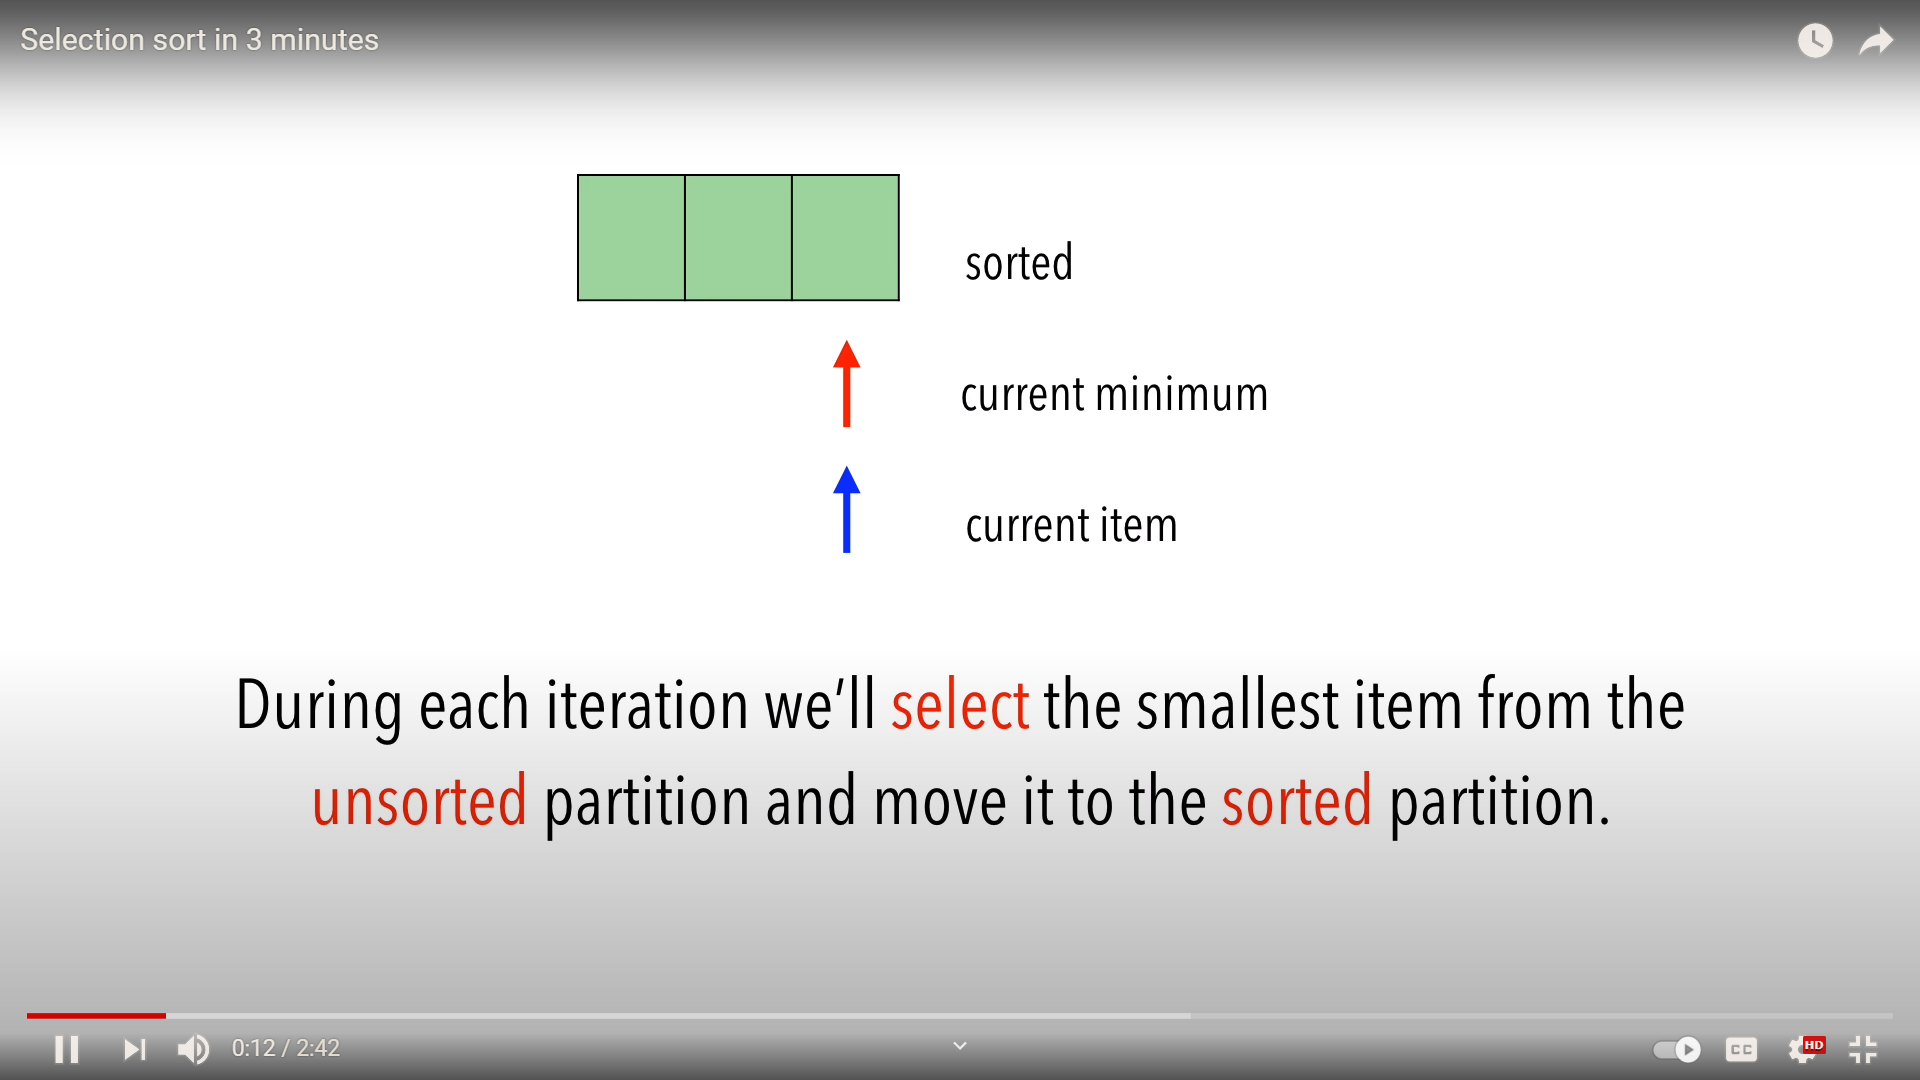 Selection sort in 3 minutes
sorted
current minimum
current item
During each iteration we’ll select the smallest item from the
unsorted partition and move it to the sorted partition.
0:12 / 2:42
CC
HD